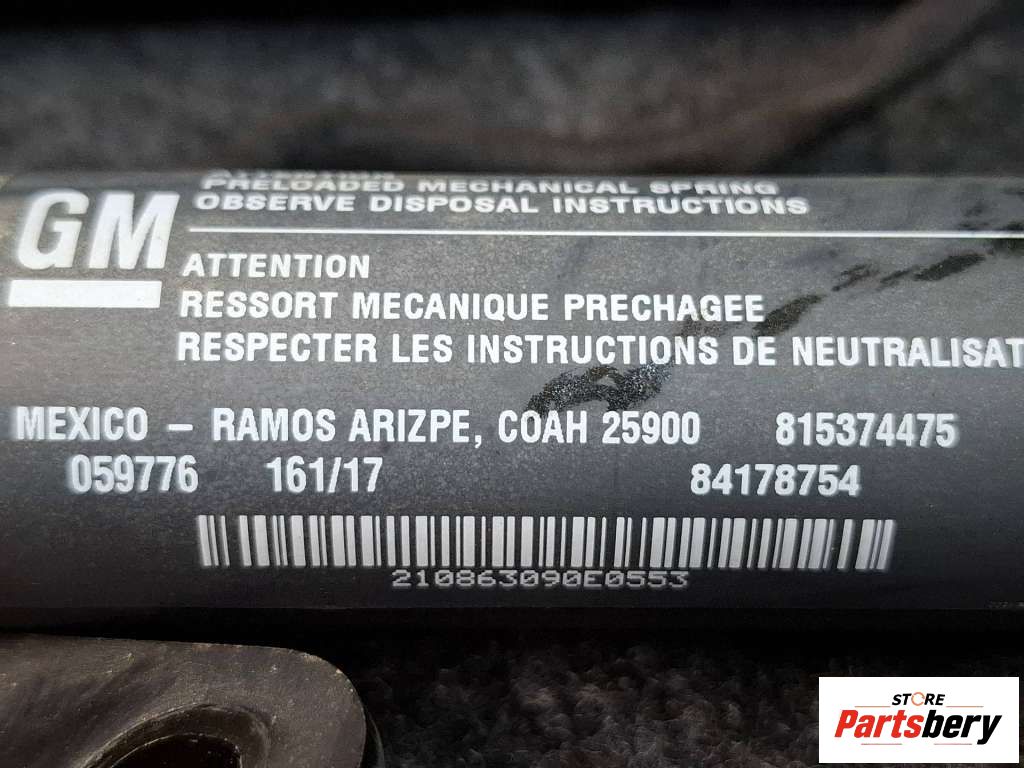 GM
PRELOADED MECHANICAL SPRING
OBSERVE DISPOSAL INSTRUCTIONS
ATTENTION
RESSORT MECANIQUE PRECHAGEE
RESPECTER LES INSTRUCTIONS DE NEUTRALISAT
MEXICO – RAMOS ARIZPE, COAH 25900 815374475
059776 161/17 84178754
210863090E0553
STORE
Partsbery